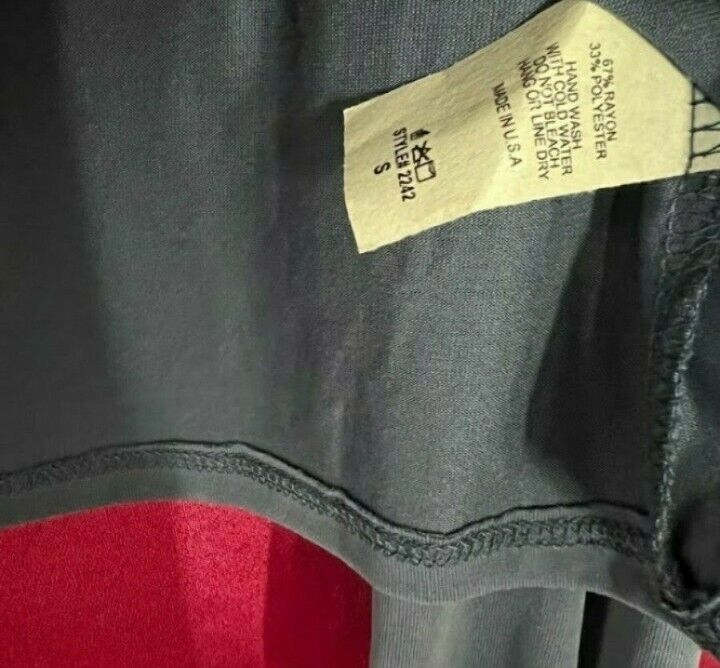 67% RAYON
33% POLYESTER
HAND WASH
WITH COLD WATER
DO NOT BLEACH
HANG OR LINE DRY
MADE IN U.S.A
STYLE# 2242
S